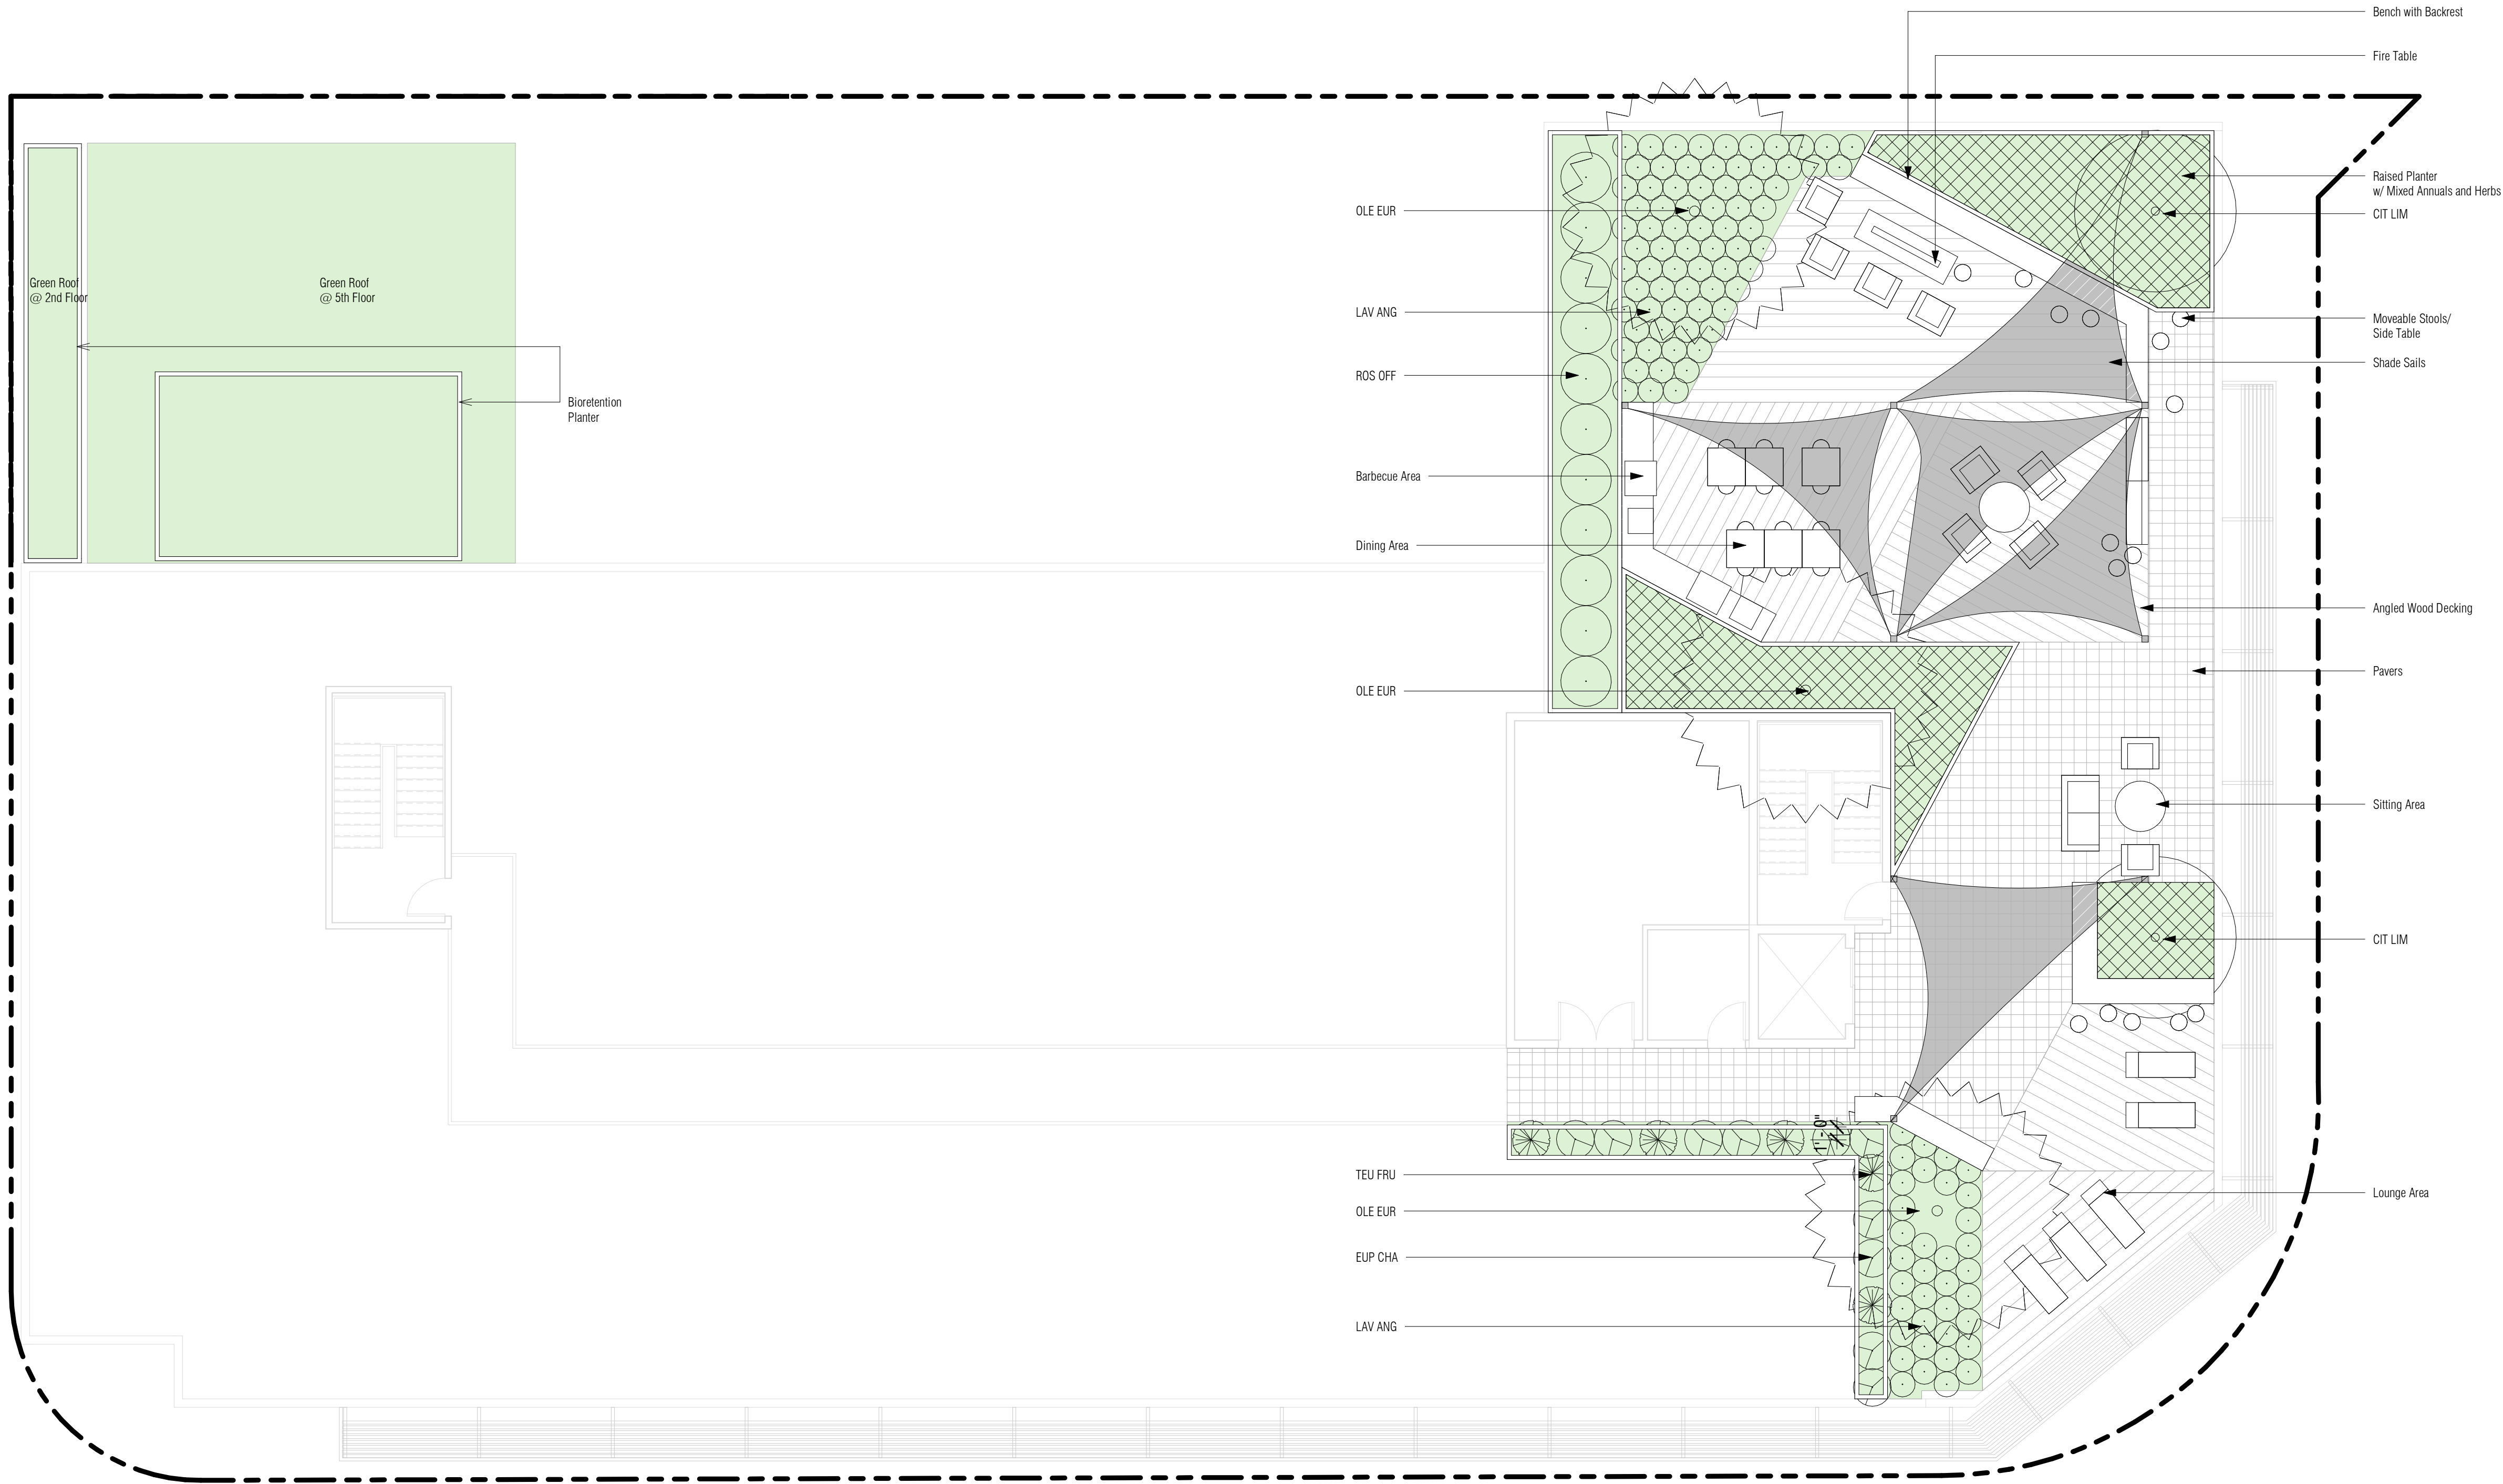 Bench with Backrest
Fire Table
Raised Planter
w/ Mixed Annuals and Herbs
CIT LIM
Moveable Stools/
Side Table
Shade Sails
Angled Wood Decking
Pavers
Sitting Area
CIT LIM
Lounge Area
OLE EUR
LAV ANG
ROS OFF
Barbecue Area
Dining Area
OLE EUR
TEU FRU
OLE EUR
EUP CHA
LAV ANG
1'-0"
Green Roof
@ 2nd Floor
Green Roof
@ 5th Floor
Bioretention
Planter